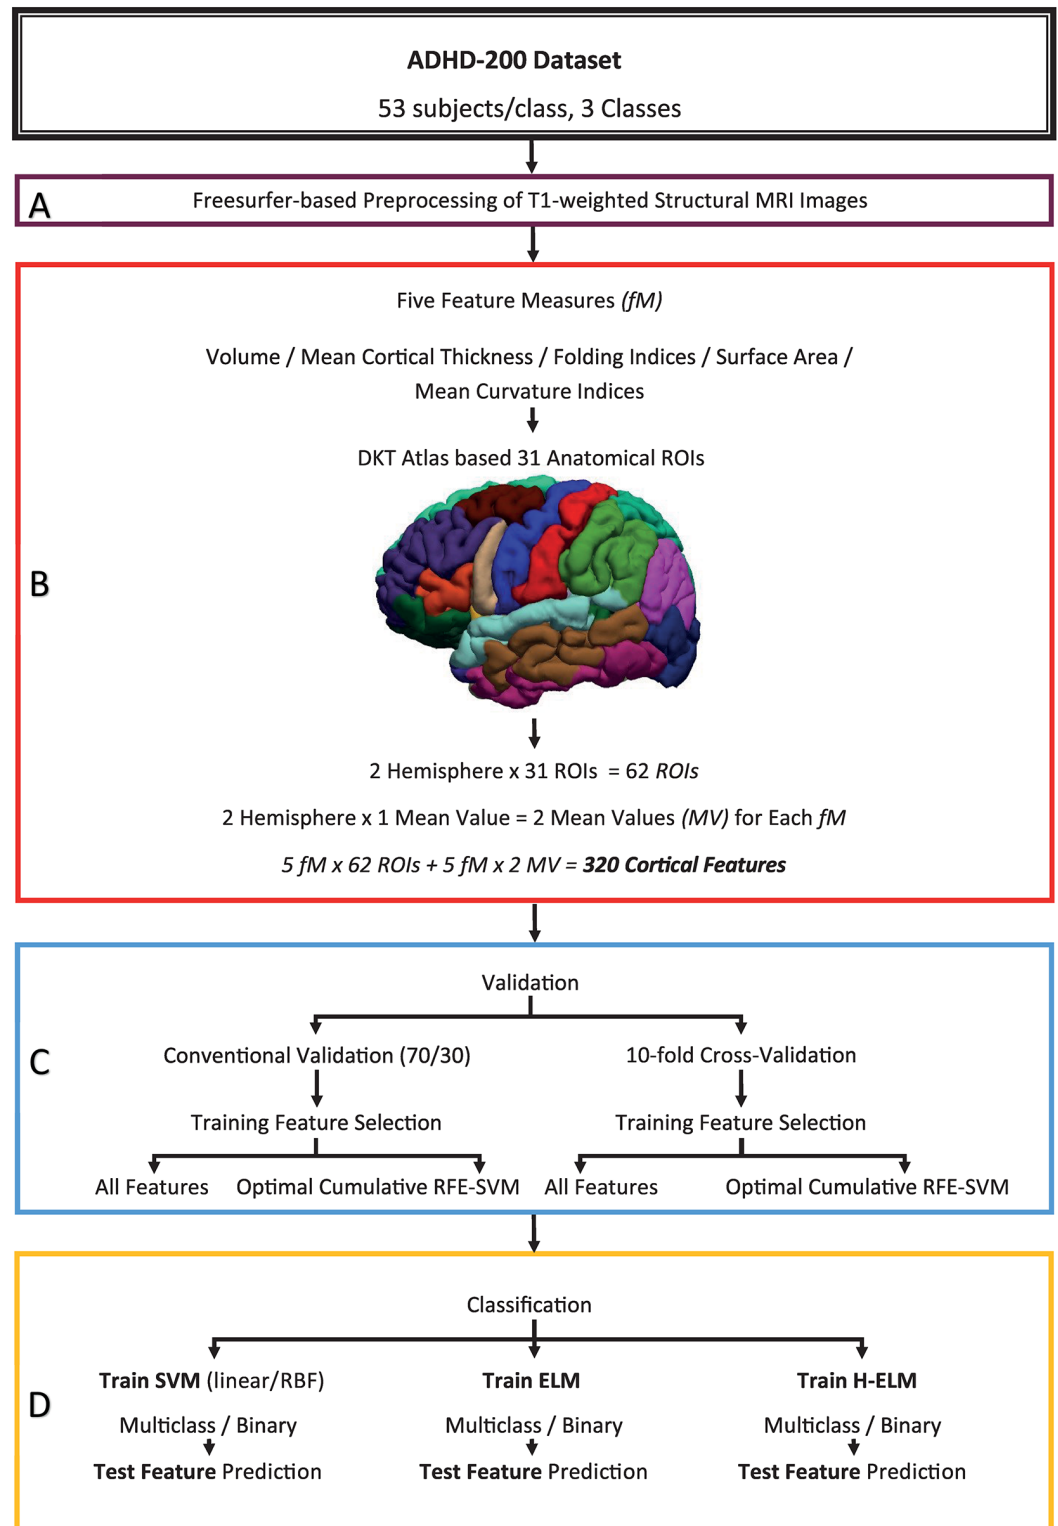 ADHD-200 Dataset
53 subjects/class, 3 Classes
A
Freesurfer-based Preprocessing of T1-weighted Structural MRI Images
Five Feature Measures (fM)
Volume / Mean Cortical Thickness / Folding Indices / Surface Area /
Mean Curvature Indices
DKT Atlas based 31 Anatomical ROIs
B
2 Hemisphere x 31 ROIs = 62 ROIs
2 Hemisphere x 1 Mean Value = 2 Mean Values (MV) for Each fM
5 fM x 62 ROIs + 5 fM x 2 MV = 320 Cortical Features
Validation
C
Conventional Validation (70/30)
10-fold Cross-Validation
Training Feature Selection
Training Feature Selection
All Features
Optimal Cumulative RFE-SVM
All Features
Optimal Cumulative RFE-SVM
Classification
D
Train SVM (linear/RBF)
Train ELM
Train H-ELM
Multiclass / Binary
Multiclass / Binary
Multiclass / Binary
Test Feature Prediction
Test Feature Prediction
Test Feature Prediction